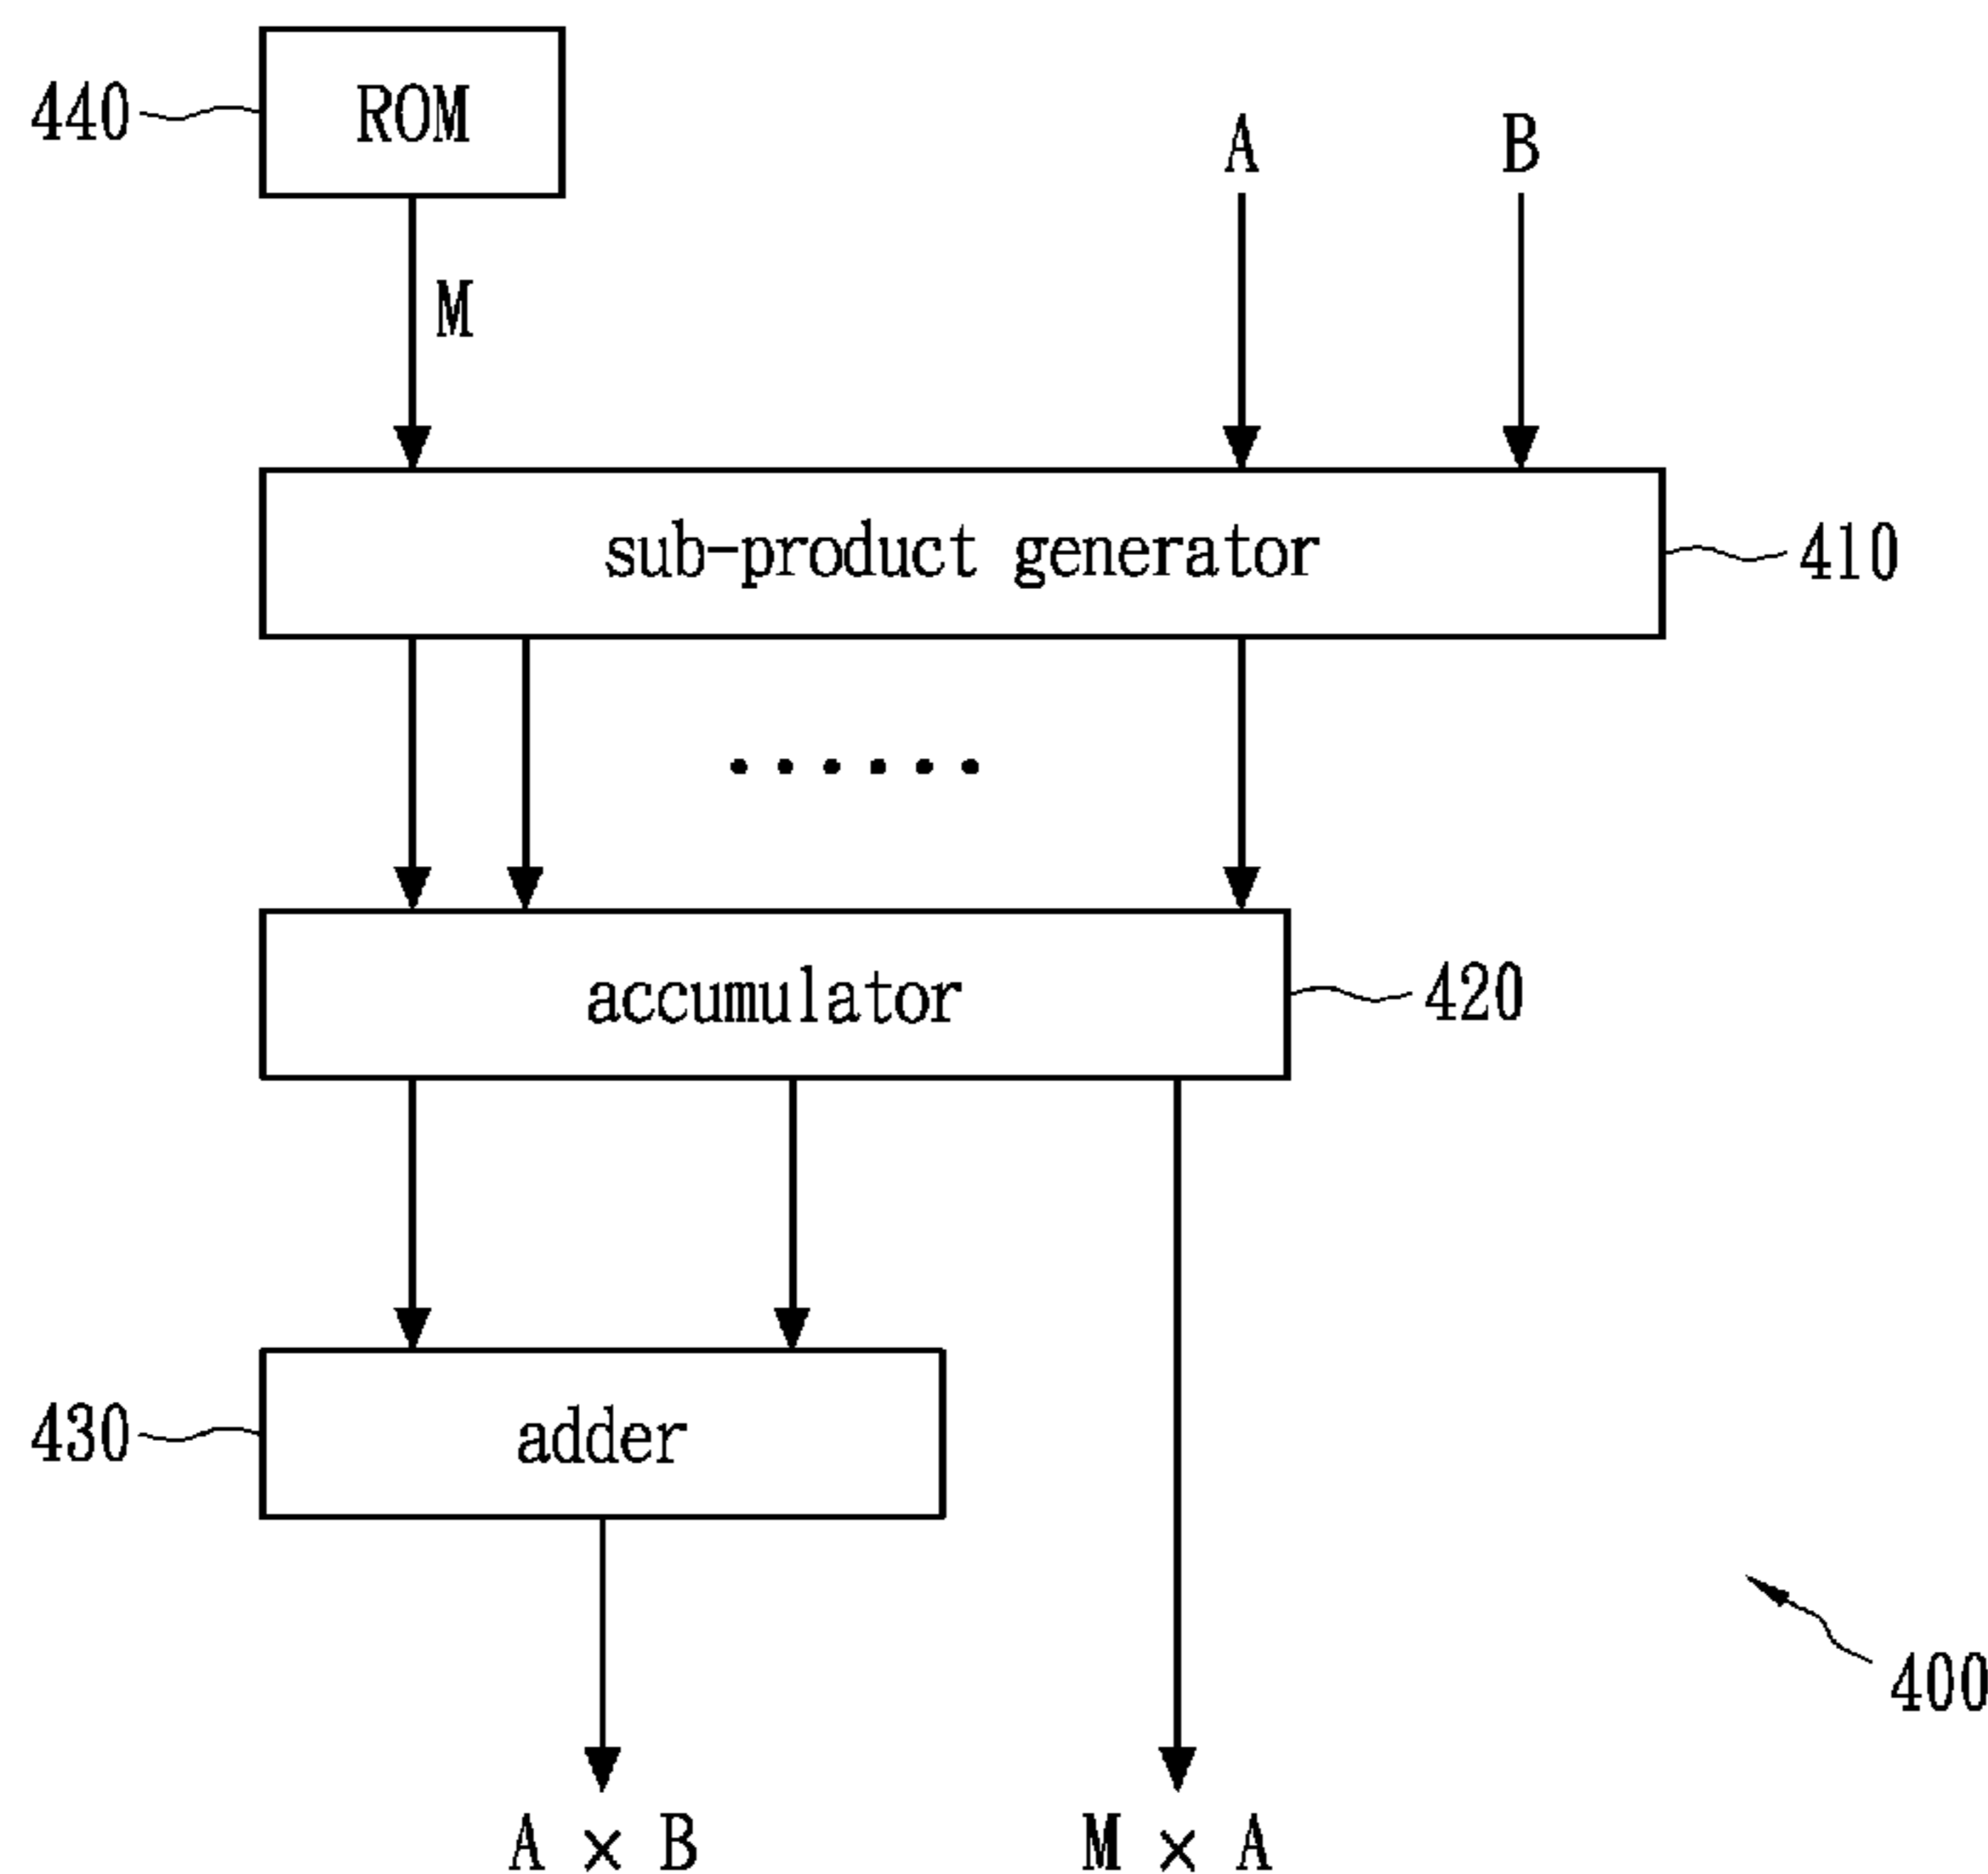 440
ROM
A
B
M
sub-product generator
410
......
accumulator
420
430
adder
400
A × B
M × A